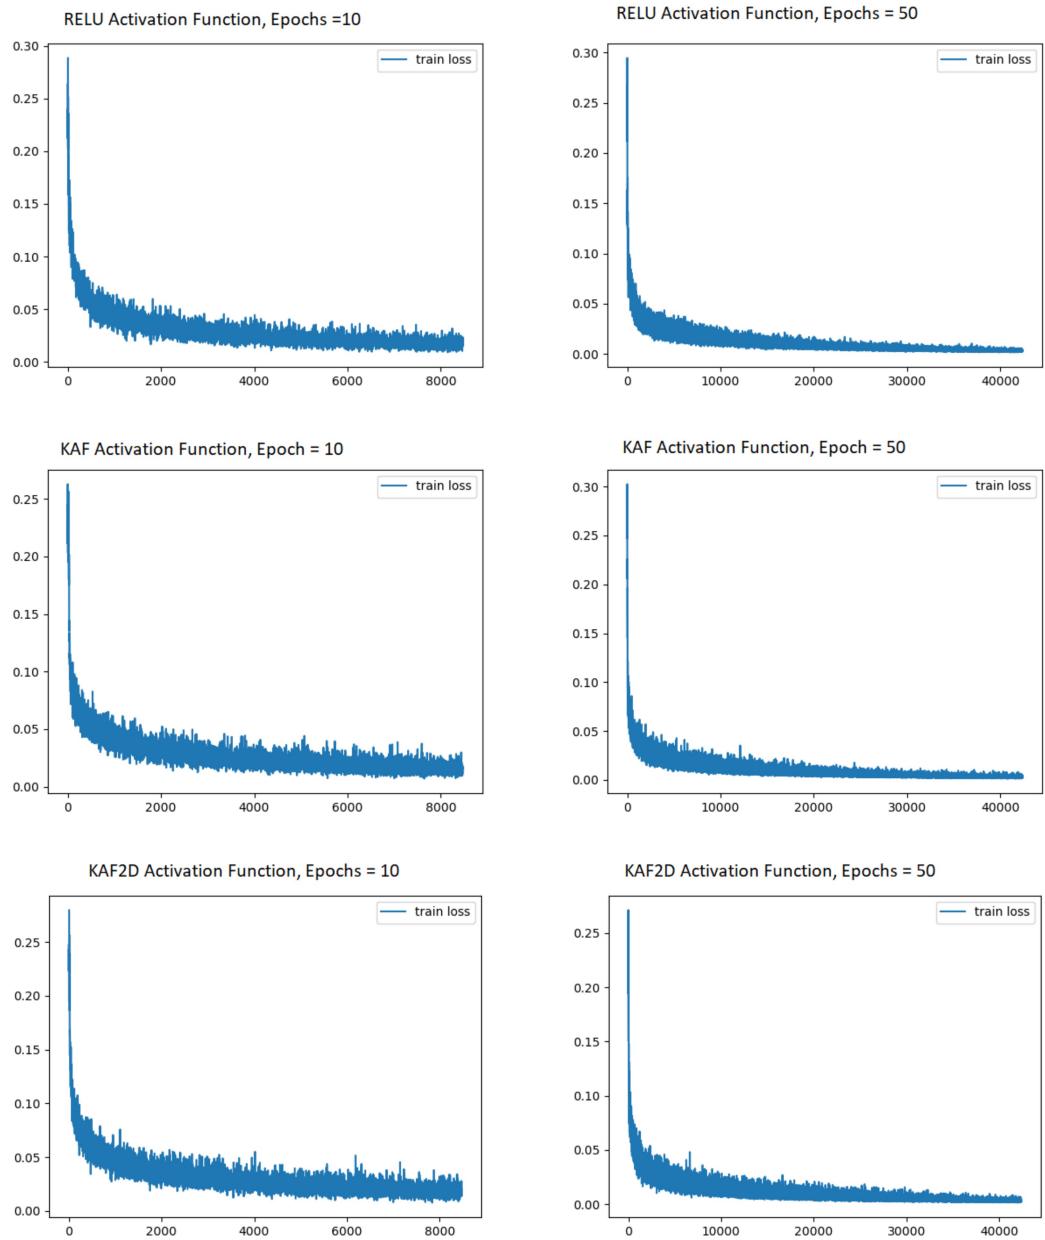 RELU Activation Function, Epochs =10
RELU Activation Function, Epochs = 50
train loss
0.30
0.25
0.20
0.15
0.10
0.05
0.00
0 2000 4000 6000 8000
train loss
0.30
0.25
0.20
0.15
0.10
0.05
0.00
0 10000 20000 30000 40000
KAF Activation Function, Epoch = 10
KAF Activation Function, Epoch = 50
train loss
0.25
0.20
0.15
0.10
0.05
0.00
0 2000 4000 6000 8000
train loss
0.30
0.25
0.20
0.15
0.10
0.05
0.00
0 10000 20000 30000 40000
KAF2D Activation Function, Epochs = 10
KAF2D Activation Function, Epochs = 50
train loss
0.25
0.20
0.15
0.10
0.05
0.00
0 2000 4000 6000 8000
train loss
0.25
0.20
0.15
0.10
0.05
0.00
0 10000 20000 30000 40000